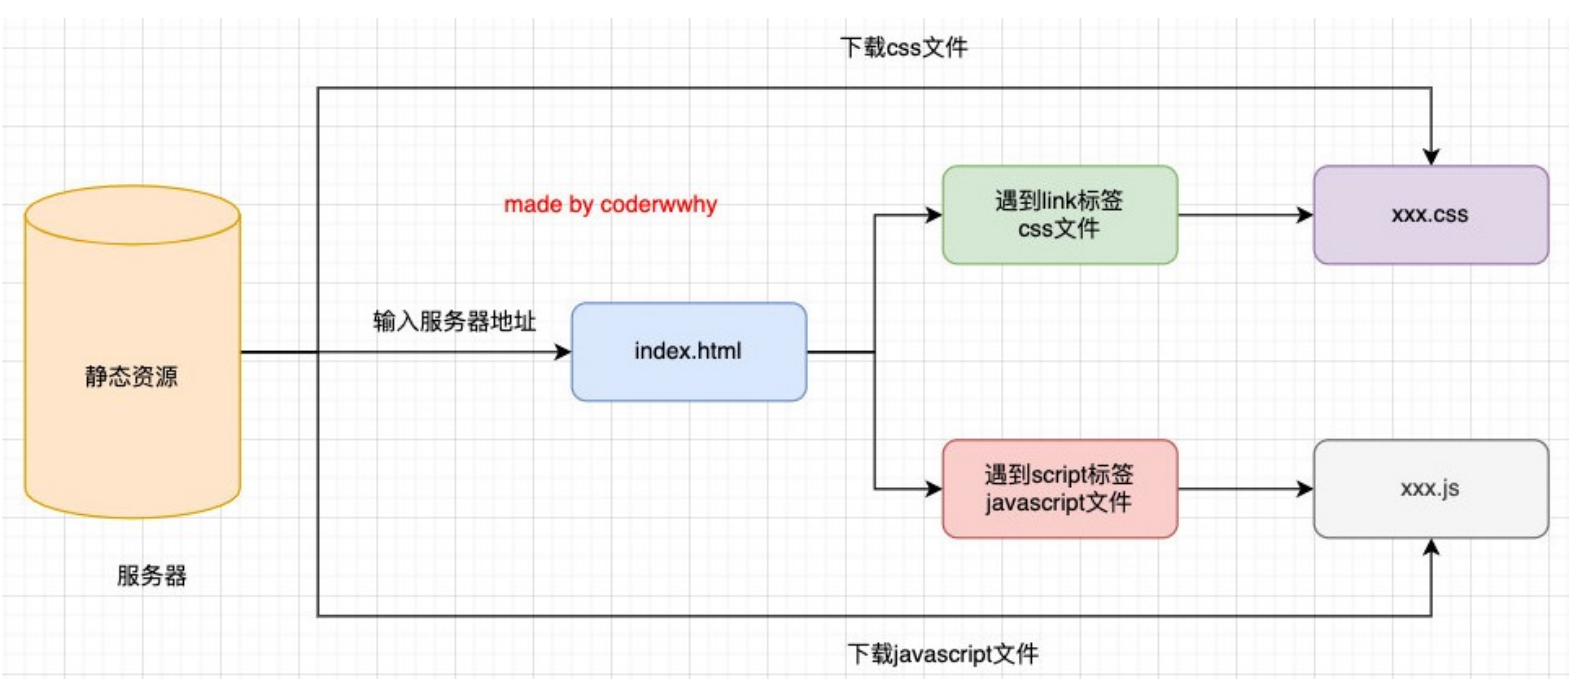 下载css文件
made by coderwwhy
遇到link标签
css文件
xxx.css
输入服务器地址
index.html
静态资源
遇到script标签
javascript文件
xxx.js
服务器
下载javascript文件